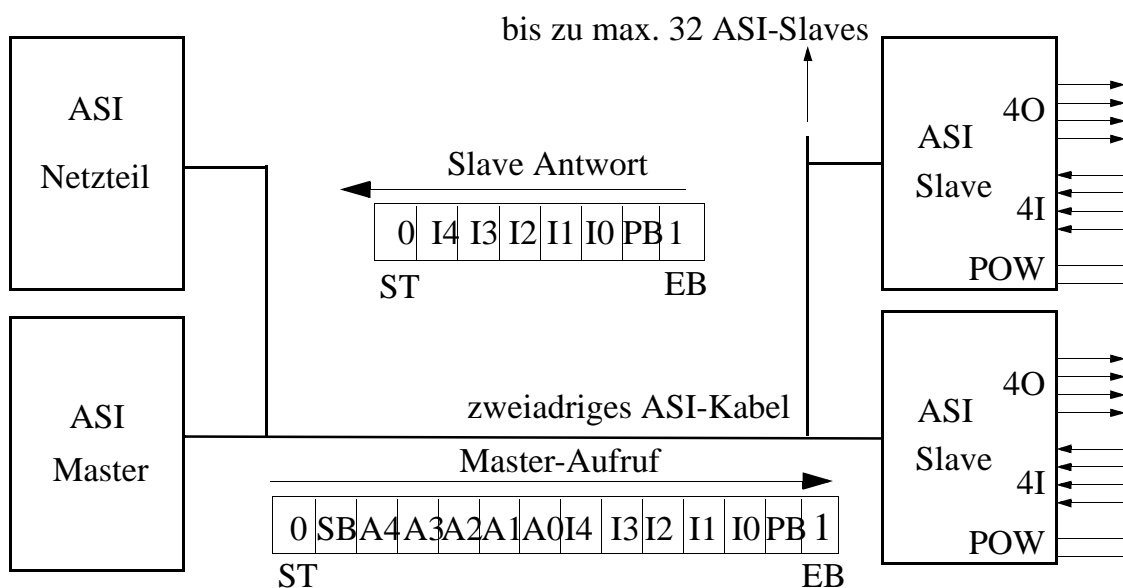 bis zu max. 32 ASI-Slaves
ASI
Netzteil
Slave Antwort
0 I4 I3 I2 I1 I0 PB 1
ST EB
ASI
Slave
4O
4I
POW
ASI
Master
zweiadriges ASI-Kabel
Master-Aufruf
0 SB A4 A3 A2 A1 A0 I4 I3 I2 I1 I0 PB 1
ST EB
ASI
Slave
4O
4I
POW